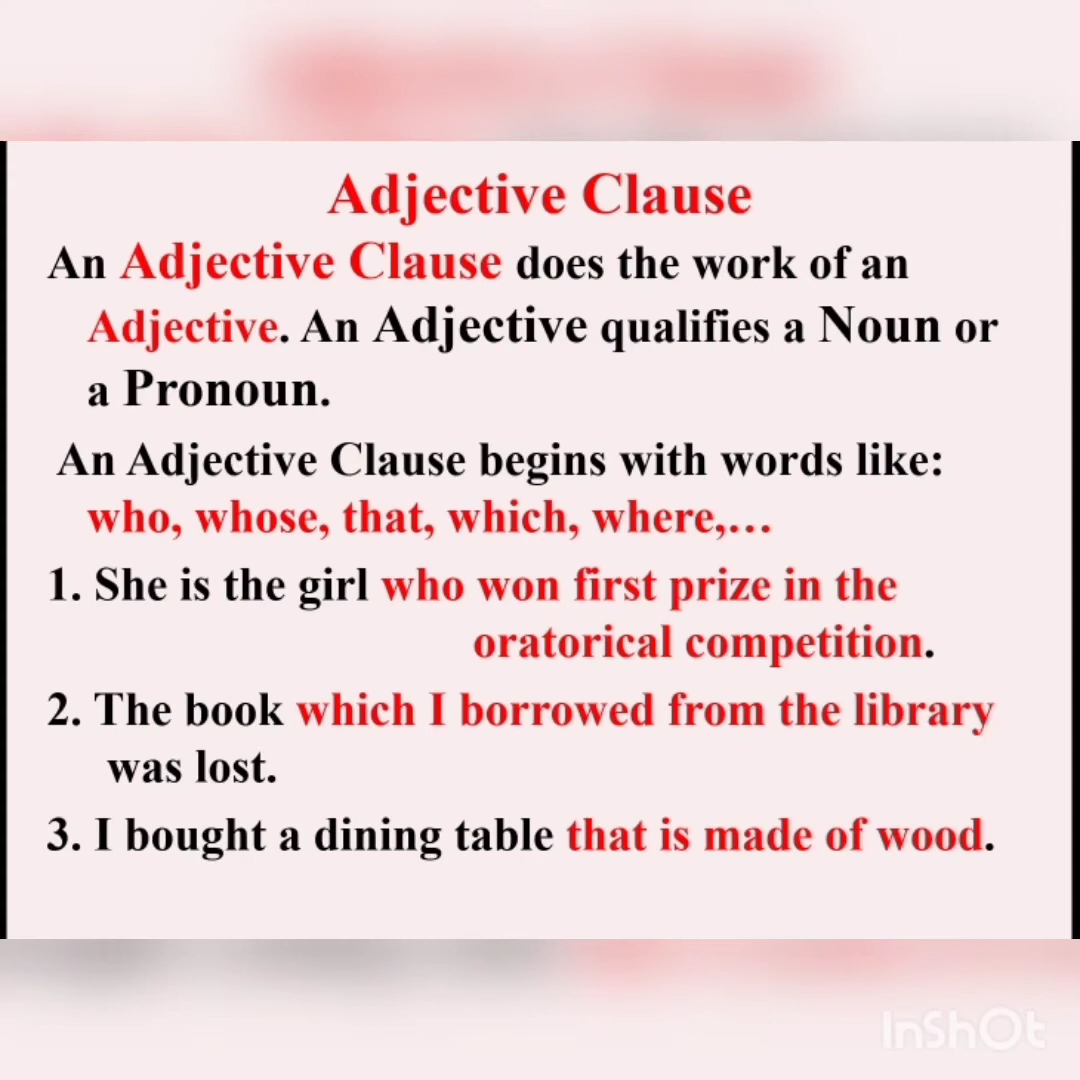 Adjective Clause
An Adjective Clause does the work of an
Adjective. An Adjective qualifies a Noun or
a Pronoun.
An Adjective Clause begins with words like:
who, whose, that, which, where,...
1. She is the girl who won first prize in the
oratorical competition.
2. The book which I borrowed from the library
was lost.
3. I bought a dining table that is made of wood.
InShOt